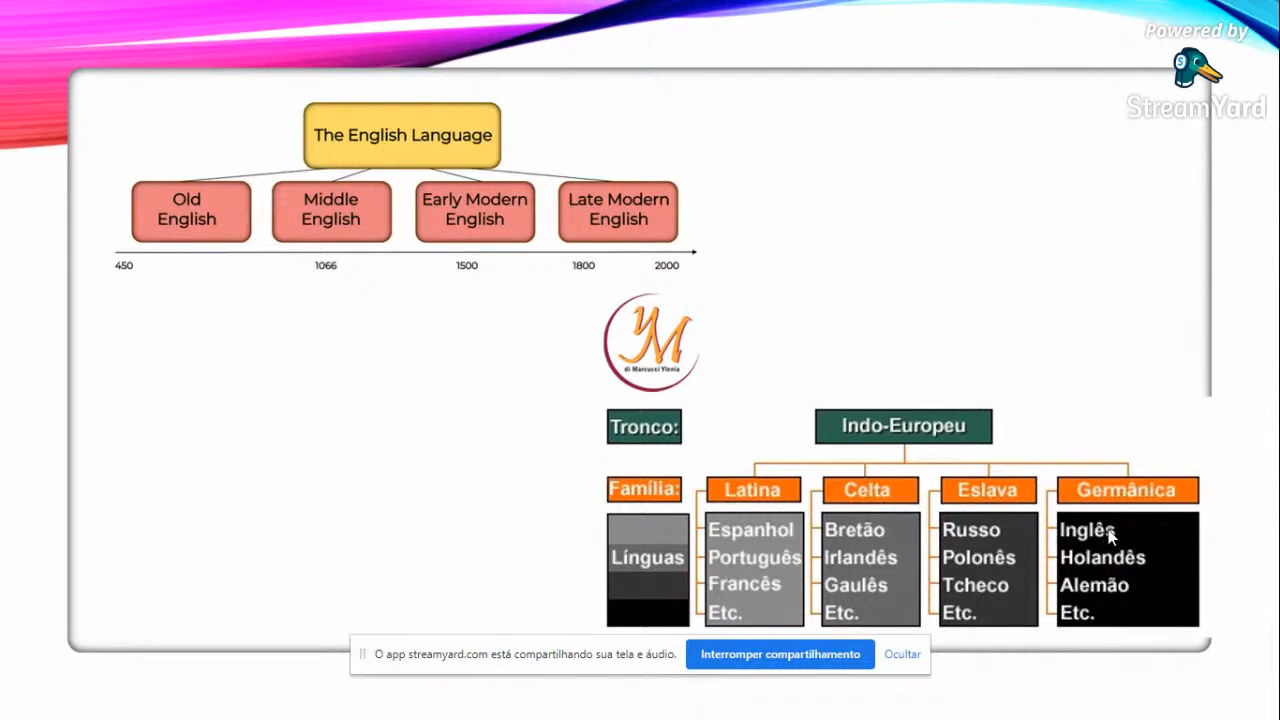 Powered by
StreamYard
The English Language
Old
English
Middle
English
Early Modern
English
Late Modern
English
450
1066
1500
1800
2000
YM
di Marcucci Ylenia
Tronco:
Indo-Europeu
Família:
Latina
Celta
Eslava
Germânica
Línguas
Espanhol
Português
Francês
Etc.
Bretão
Irlandês
Gaulês
Etc.
Russo
Polonês
Tcheco
Etc.
Inglês
Holandês
Alemão
Etc.
O app streamyard.com está compartilhando sua tela e áudio.
Interromper compartilhamento
Ocultar